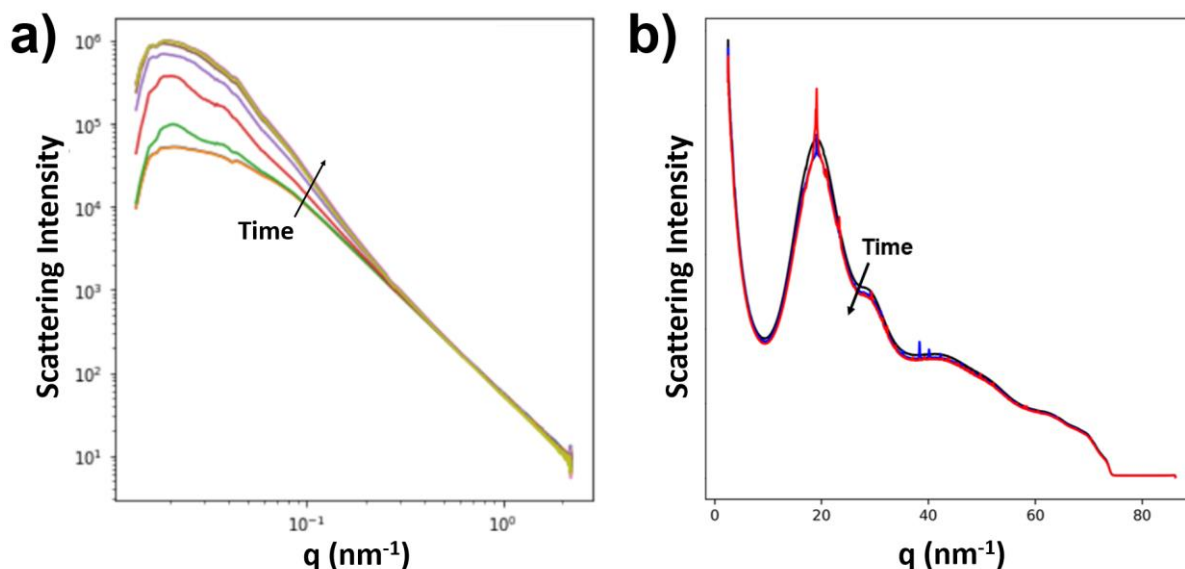 a)
Scattering Intensity
10⁶
10⁵
10⁴
10³
10²
10¹
Time
10⁻¹
10⁰
q (nm⁻¹)
b)
Scattering Intensity
Time
0
20
40
60
80
q (nm⁻¹)